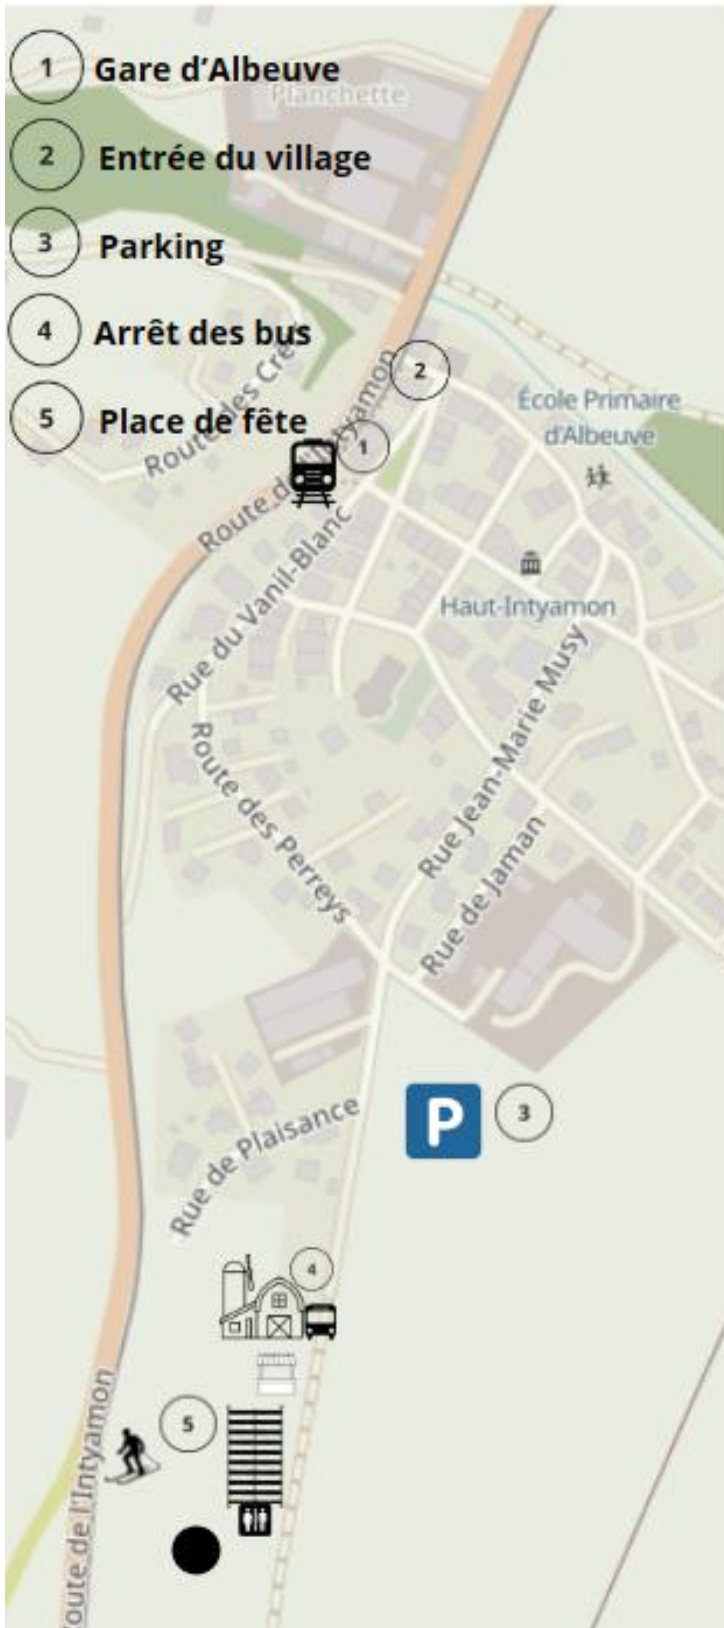 1 Gare d'Albeuve
Planchette
2 Entrée du village
3 Parking
4 Arrêt des bus
5 Place de fête
Route des Crêts
Route de l'Intyamon
2
1
École Primaire
d'Albeuve
Haut-Intyamon
Rue du Vanil-Blanc
Route des Perreys
Rue Jean-Marie Musy
Rue de Jaman
P 3
Rue de Plaisance
4
5
Route de l'Intyamon